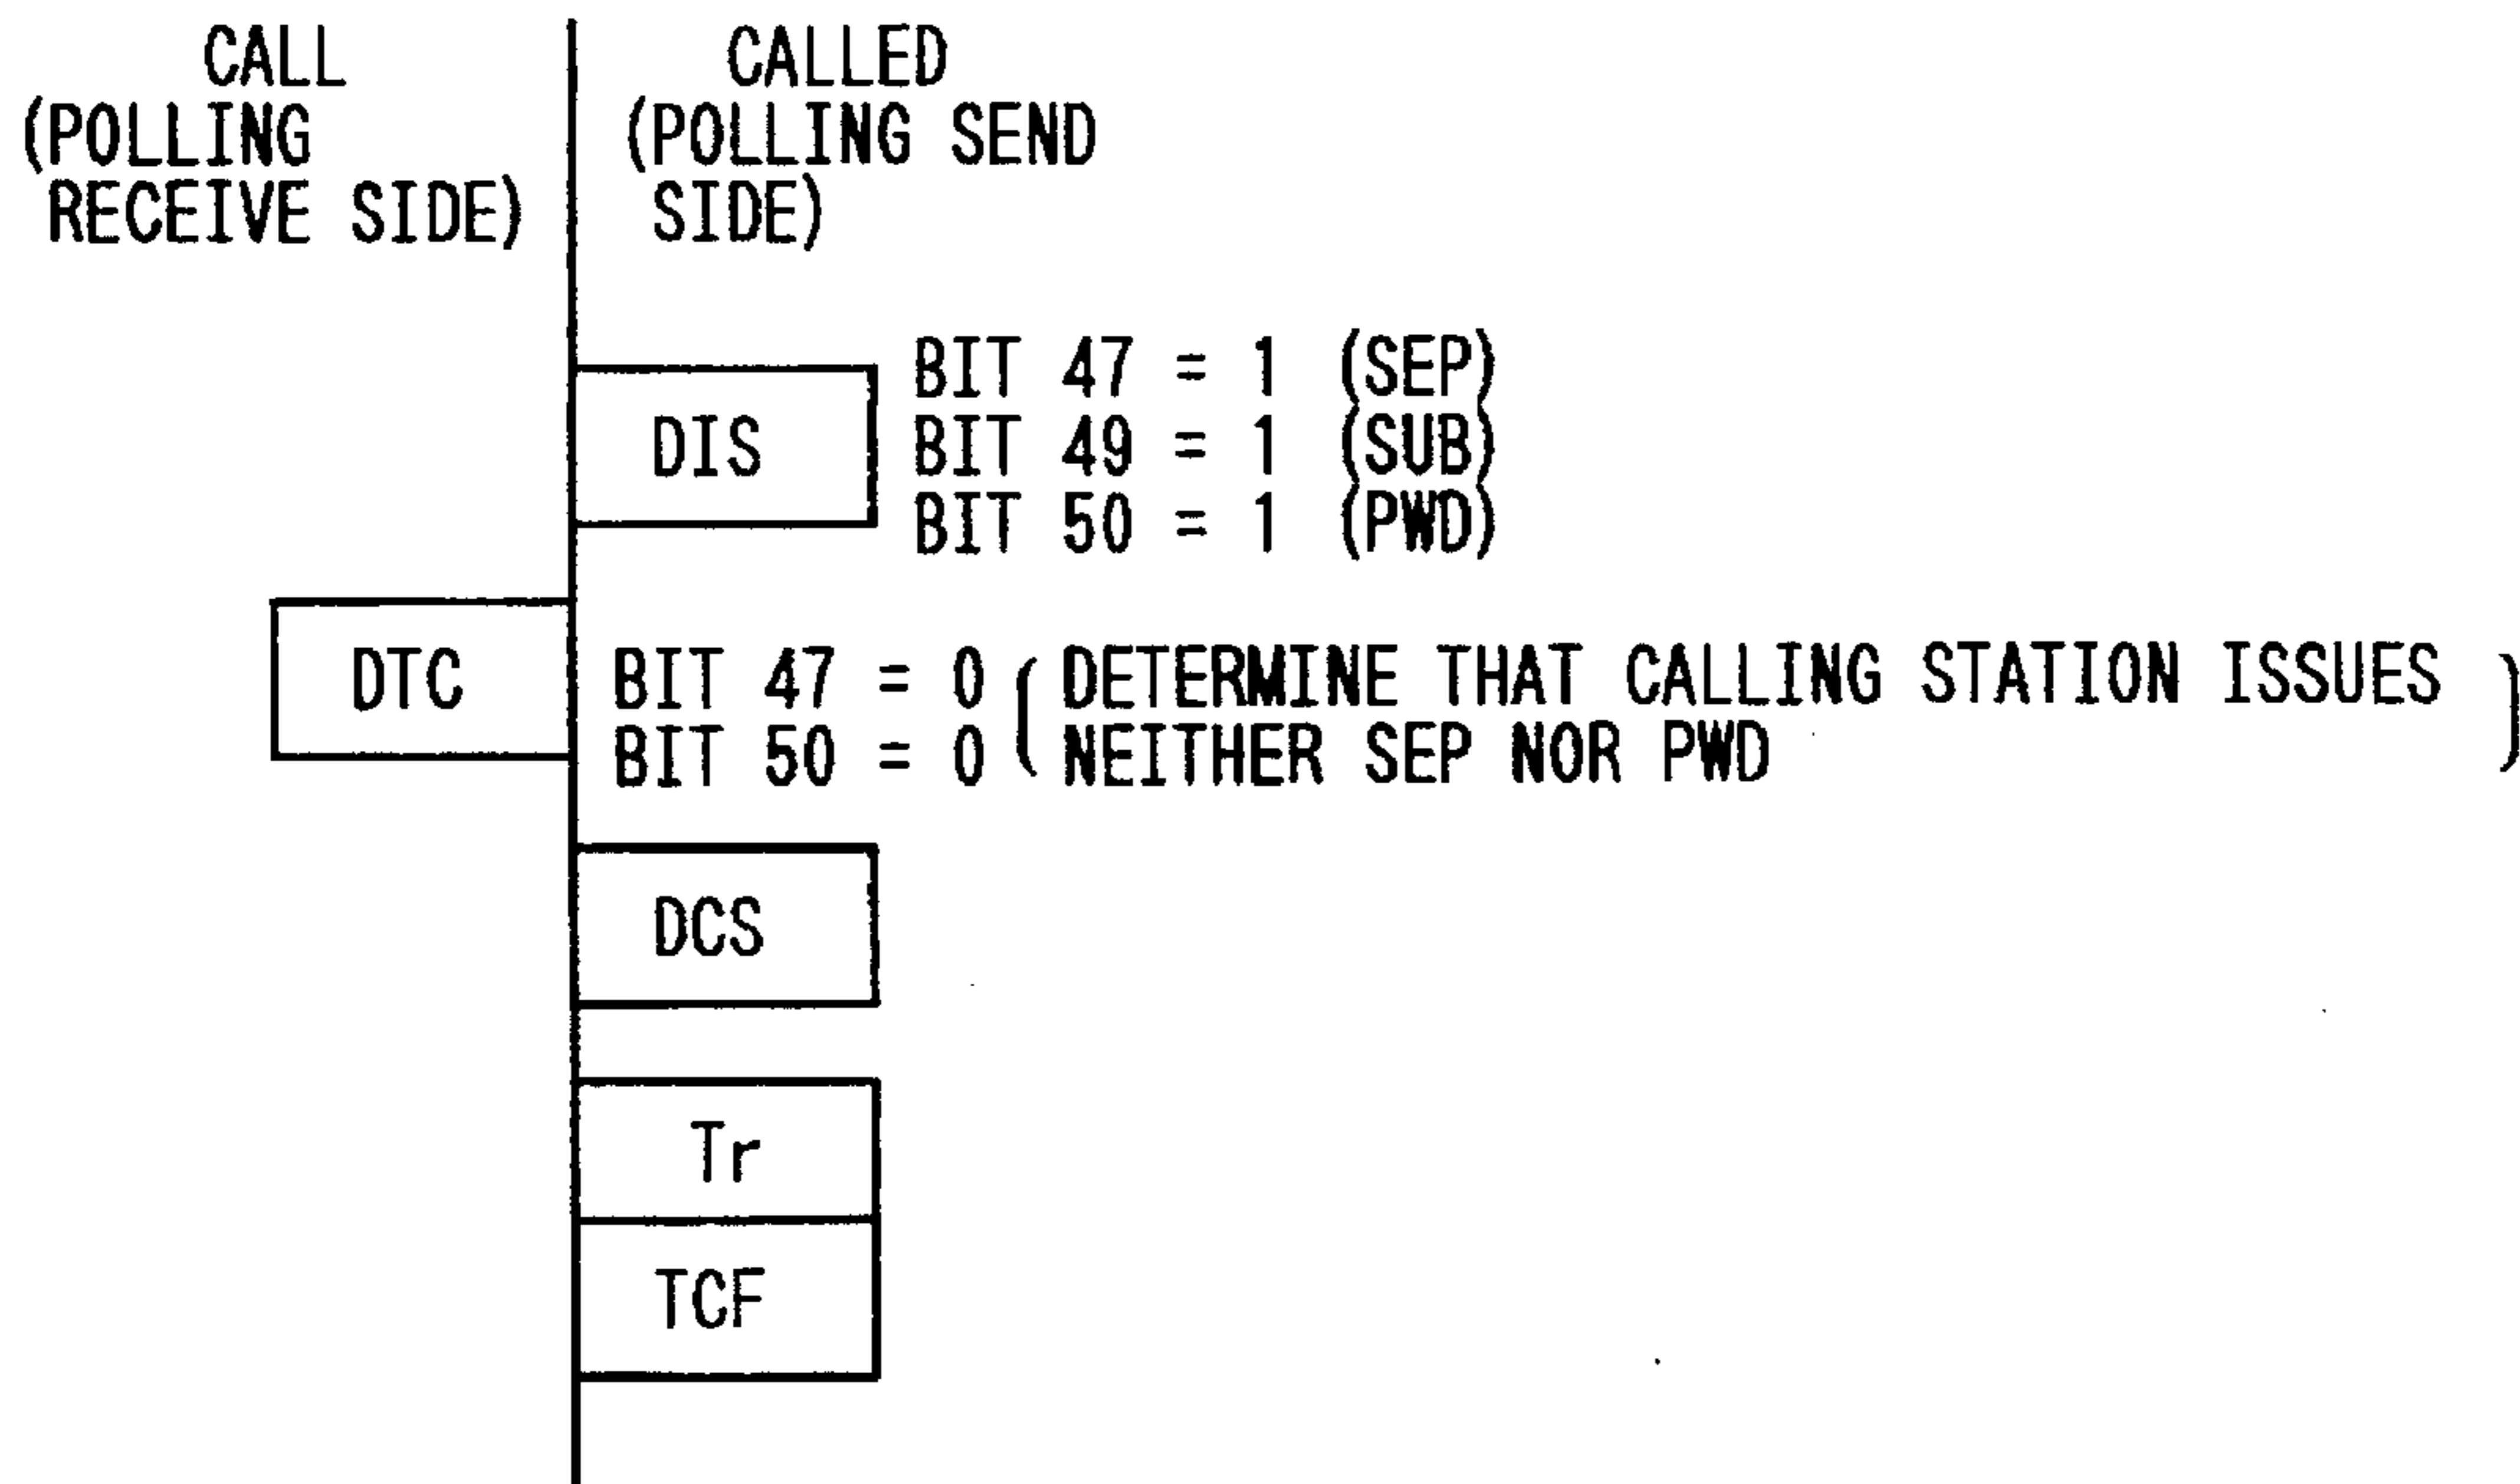 CALL
(POLLING
RECEIVE SIDE)
CALLED
(POLLING SEND
SIDE)
DIS
BIT 47 = 1 (SEP)
BIT 49 = 1 (SUB)
BIT 50 = 1 (PWD)
DTC
BIT 47 = 0
BIT 50 = 0
(DETERMINE THAT CALLING STATION ISSUES
NEITHER SEP NOR PWD)
DCS
Tr
TCF